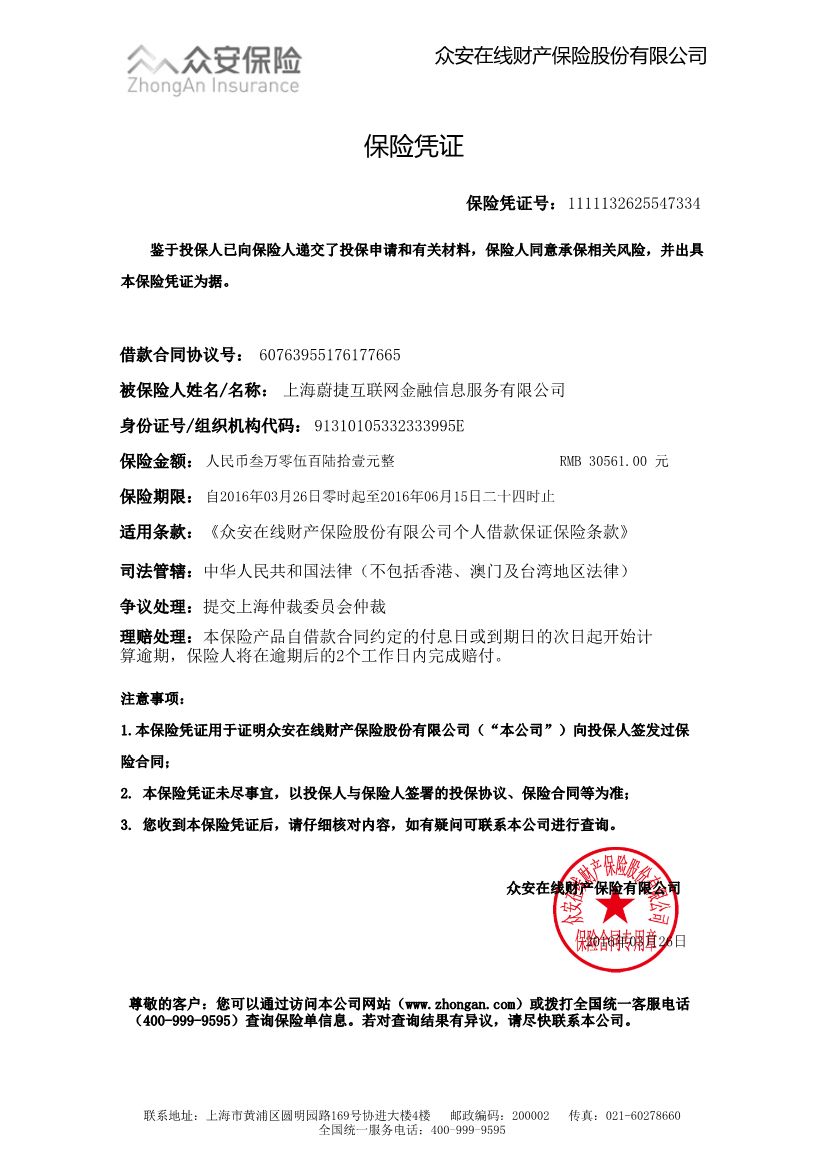 众安保险
ZhongAn Insurance
众安在线财产保险股份有限公司
保险凭证
保险凭证号：1111132625547334
鉴于投保人已向保险人递交了投保申请和有关材料，保险人同意承保相关风险，并出具
本保险凭证为据。
借款合同协议号： 60763955176177665
被保险人姓名/名称： 上海蔚捷互联网金融信息服务有限公司
身份证号/组织机构代码： 91310105332333995E
保险金额： 人民币叁万零伍百陆拾壹元整 RMB 30561.00 元
保险期限： 自2016年03月26日零时起至2016年06月15日二十四时止
适用条款： 《众安在线财产保险股份有限公司个人借款保证保险条款》
司法管辖：中华人民共和国法律（不包括香港、澳门及台湾地区法律）
争议处理：提交上海仲裁委员会仲裁
理赔处理：本保险产品自借款合同约定的付息日或到期日的次日起开始计
算逾期，保险人将在逾期后的2个工作日内完成赔付。
注意事项：
1.本保险凭证用于证明众安在线财产保险股份有限公司（“本公司”）向投保人签发过保
险合同；
2. 本保险凭证未尽事宜，以投保人与保险人签署的投保协议、保险合同等为准；
3. 您收到本保险凭证后，请仔细核对内容，如有疑问可联系本公司进行查询。
众安在线财产保险有限公司
众安在线财产保险股份有限公司
保险合同专用章
2016年03月26日
尊敬的客户：您可以通过访问本公司网站（www.zhongan.com）或拨打全国统一客服电话
（400-999-9595）查询保险单信息。若对查询结果有异议，请尽快联系本公司。
联系地址：上海市黄浦区圆明园路169号协进大楼4楼 邮政编码：200002 传真：021-60278660
全国统一服务电话：400-999-9595